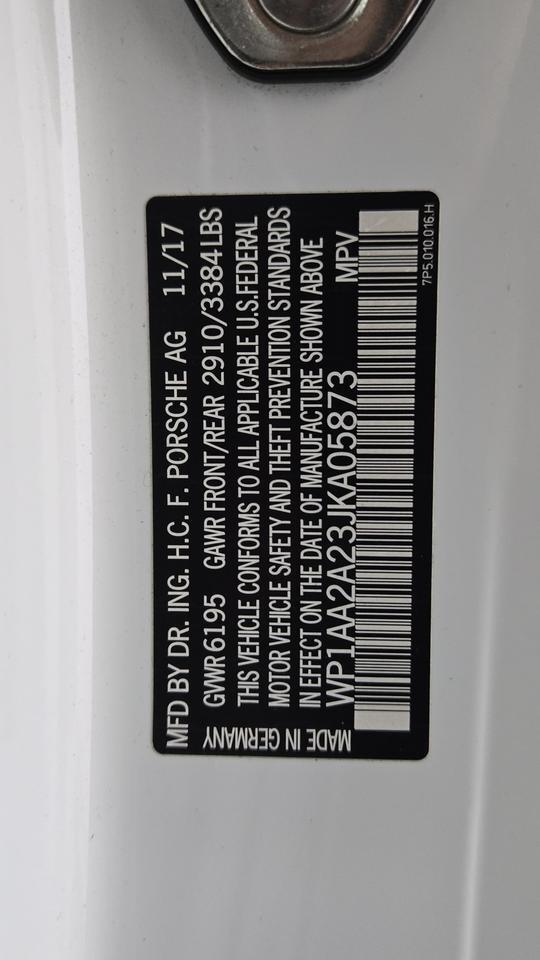 MFD BY DR. ING. H.C. F. PORSCHE AG 11/17
GWWR 6195 GAWR FRONT/REAR 2910/3384 LBS
THIS VEHICLE CONFORMS TO ALL APPLICABLE U.S. FEDERAL
MOTOR VEHICLE SAFETY AND THEFT PREVENTION STANDARDS
IN EFFECT ON THE DATE OF MANUFACTURE SHOWN ABOVE
WP1AA2A23JKA05873 MPV
MADE IN GERMANY
7P5.010.016.H